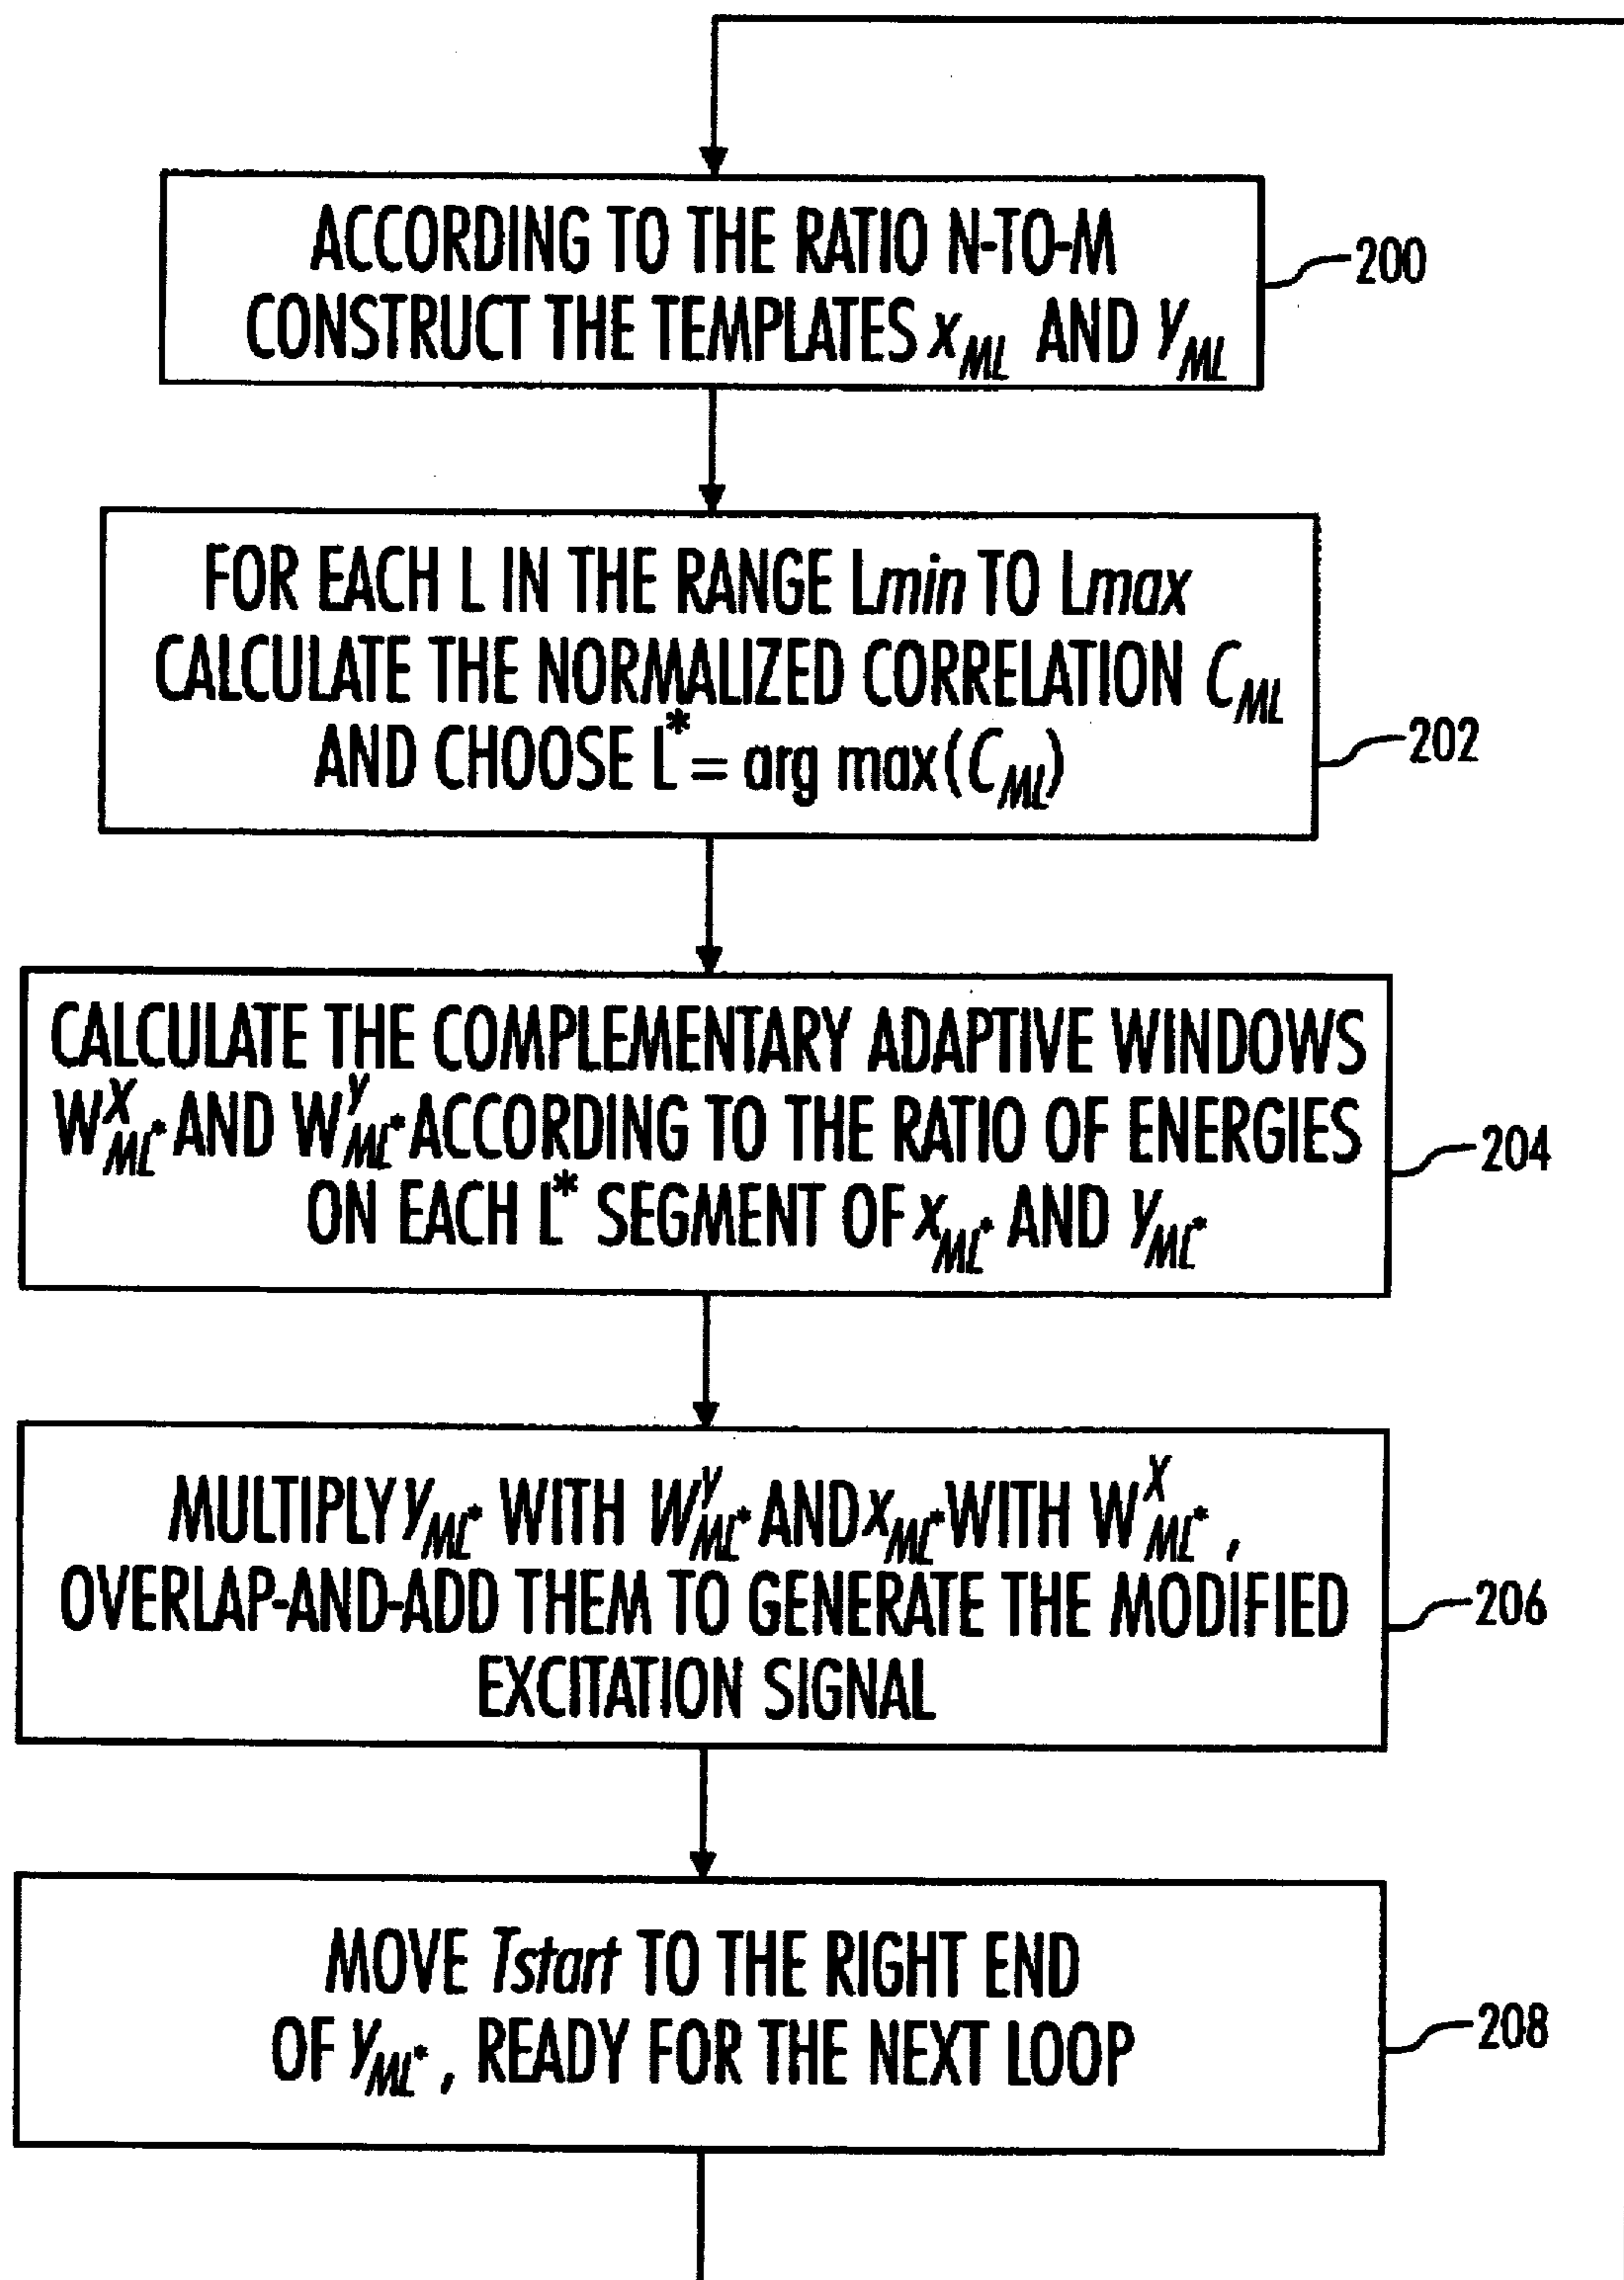 ACCORDING TO THE RATIO N-TO-M
CONSTRUCT THE TEMPLATES x_ML AND y_ML
200
FOR EACH L IN THE RANGE Lmin TO Lmax
CALCULATE THE NORMALIZED CORRELATION C_ML
AND CHOOSE L* = arg max(C_ML)
202
CALCULATE THE COMPLEMENTARY ADAPTIVE WINDOWS
W^x_ML* AND W^y_ML* ACCORDING TO THE RATIO OF ENERGIES
ON EACH L* SEGMENT OF x_ML* AND y_ML*
204
MULTIPLY y_ML* WITH W^y_ML* AND x_ML* WITH W^x_ML*,
OVERLAP-AND-ADD THEM TO GENERATE THE MODIFIED
EXCITATION SIGNAL
206
MOVE Tstart TO THE RIGHT END
OF y_ML*, READY FOR THE NEXT LOOP
208